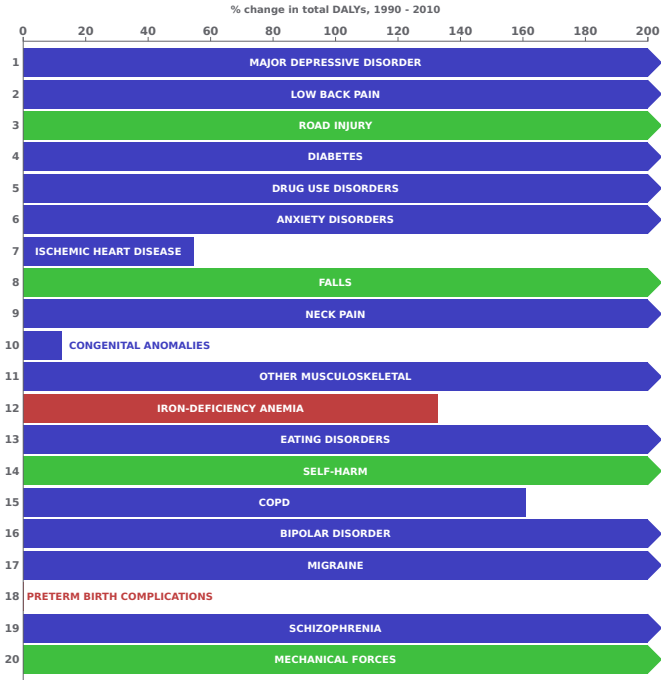 % change in total DALYs, 1990 - 2010
0 20 40 60 80 100 120 140 160 180 200
1 MAJOR DEPRESSIVE DISORDER
2 LOW BACK PAIN
3 ROAD INJURY
4 DIABETES
5 DRUG USE DISORDERS
6 ANXIETY DISORDERS
7 ISCHEMIC HEART DISEASE
8 FALLS
9 NECK PAIN
10 CONGENITAL ANOMALIES
11 OTHER MUSCULOSKELETAL
12 IRON-DEFICIENCY ANEMIA
13 EATING DISORDERS
14 SELF-HARM
15 COPD
16 BIPOLAR DISORDER
17 MIGRAINE
18 PRETERM BIRTH COMPLICATIONS
19 SCHIZOPHRENIA
20 MECHANICAL FORCES